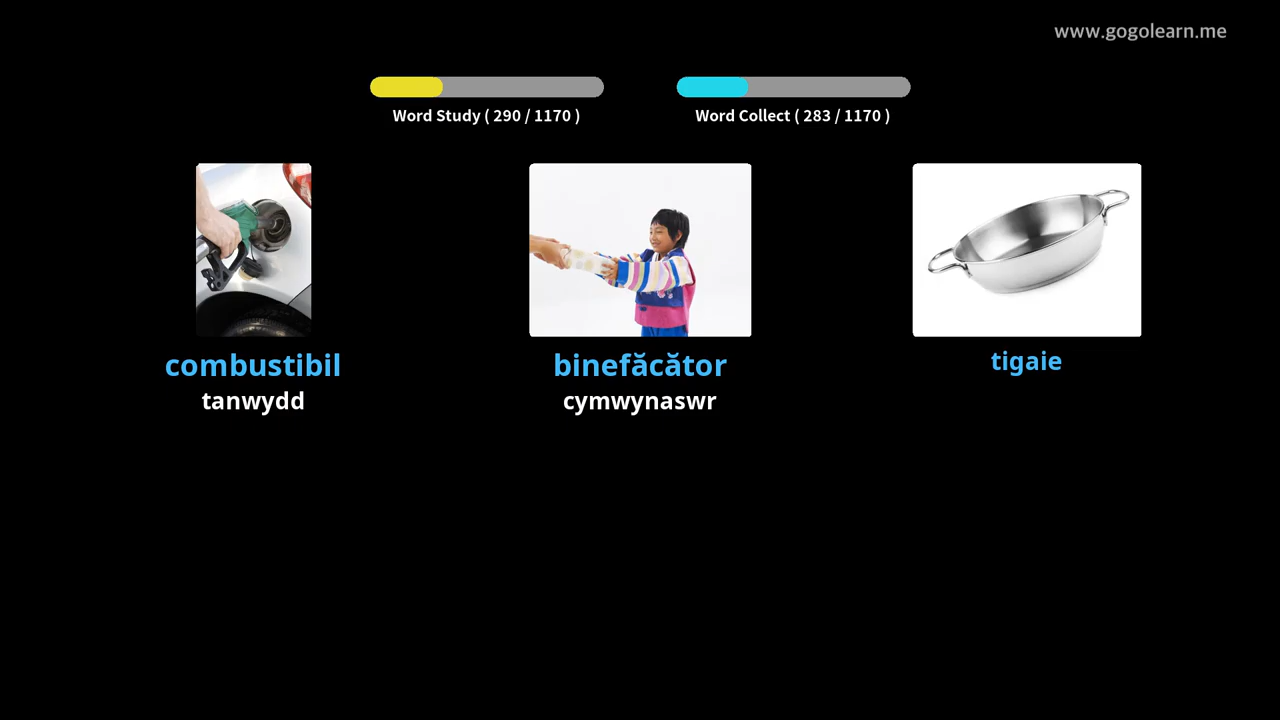 www.gogolearn.me
Word Study ( 290 / 1170 )
Word Collect ( 283 / 1170 )
combustibil
tanwydd
binefăcător
cymwynaswr
tigaie